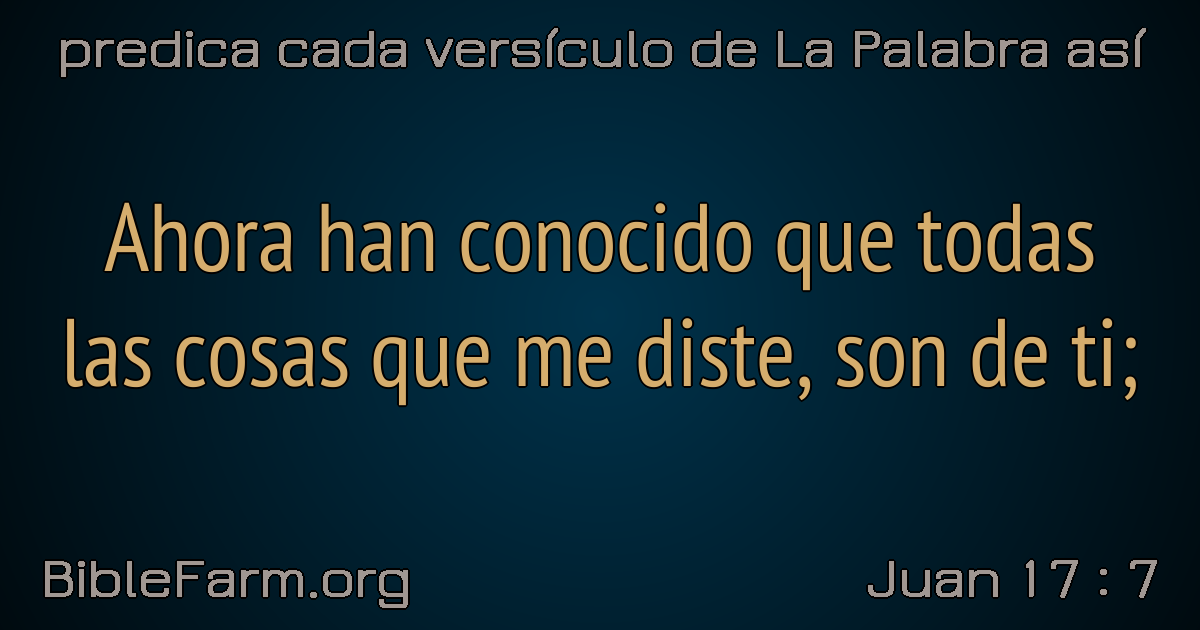 predica cada versículo de La Palabra así
Ahora han conocido que todas
las cosas que me diste, son de ti;
BibleFarm.org
Juan 17 : 7